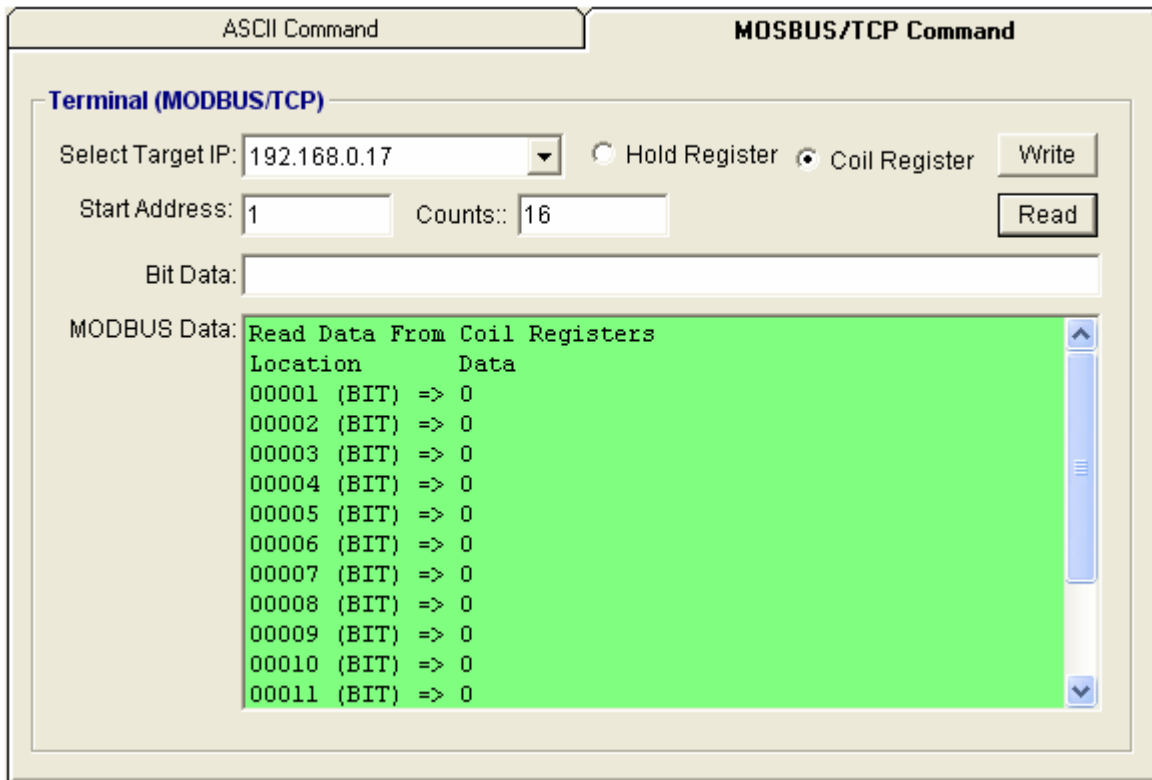 ASCII Command
MOSBUS/TCP Command
Terminal (MODBUS/TCP)
Select Target IP: 192.168.0.17 Hold Register Coil Register Write
Start Address: 1 Counts:: 16 Read
Bit Data:
MODBUS Data:
Read Data From Coil Registers
Location Data
00001 (BIT) => 0
00002 (BIT) => 0
00003 (BIT) => 0
00004 (BIT) => 0
00005 (BIT) => 0
00006 (BIT) => 0
00007 (BIT) => 0
00008 (BIT) => 0
00009 (BIT) => 0
00010 (BIT) => 0
00011 (BIT) => 0